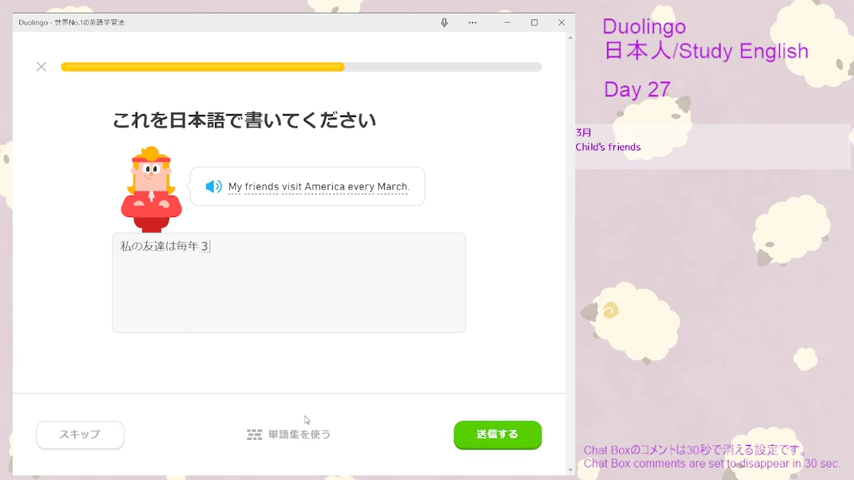 Duolingo - 世界No.1の英語学習法
Duolingo
日本人/Study English
Day 27
これを日本語で書いてください
3月
Child's friends
My friends visit America every March.
私の友達は毎年 3
スキップ
単語集を使う
送信する
Chat Boxのコメントは30秒で消える設定です
Chat Box comments are set to disappear in 30 sec.